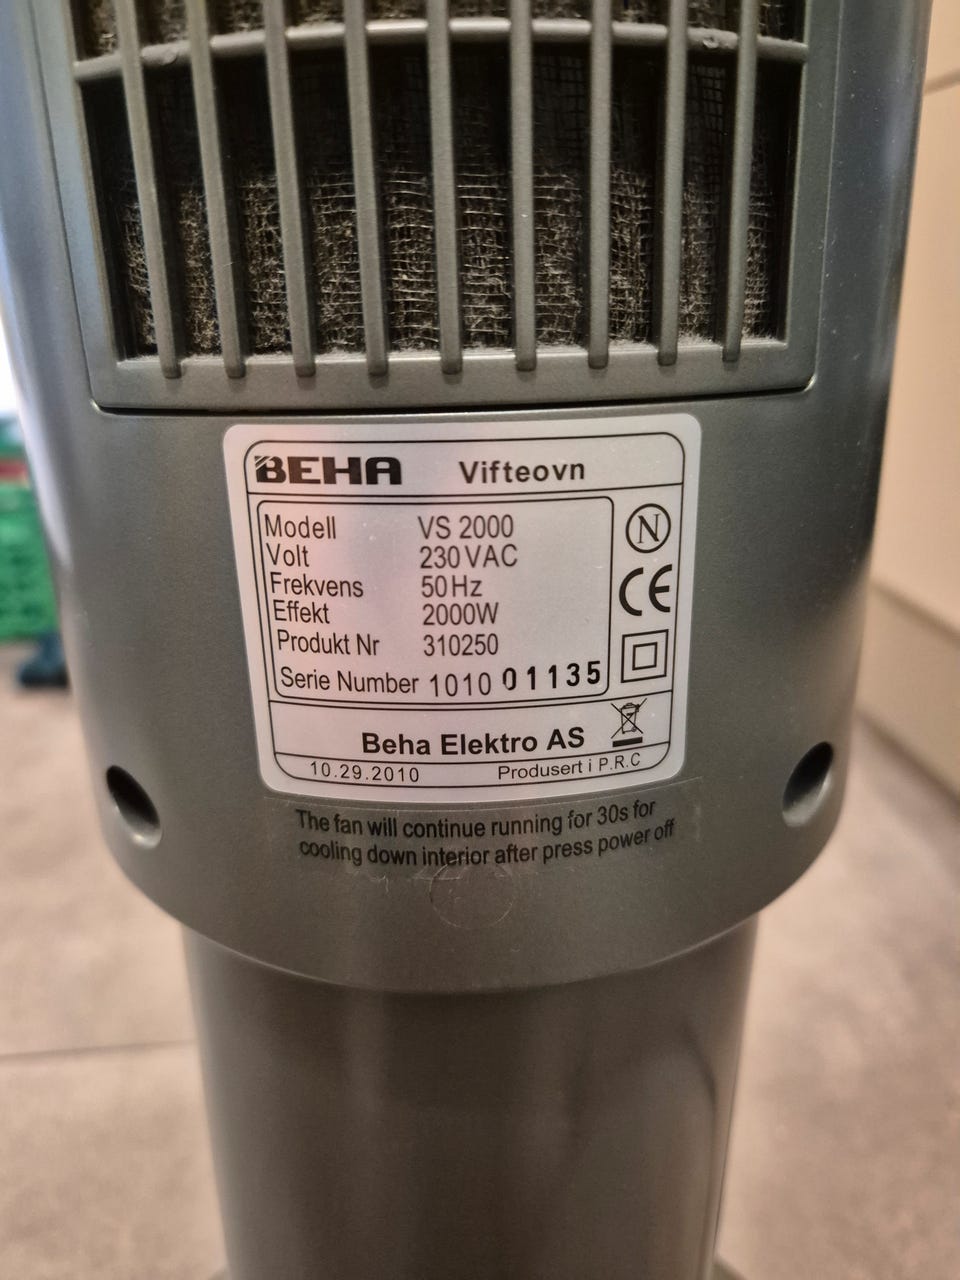 BEHA Vifteovn
Modell VS 2000
Volt 230 VAC
Frekvens 50 Hz
Effekt 2000W
Produkt Nr 310250
Serie Number 1010 01135
N
CE
Beha Elektro AS
10.29.2010 Produsert i P.R.C
The fan will continue running for 30s for
cooling down interior after press power off